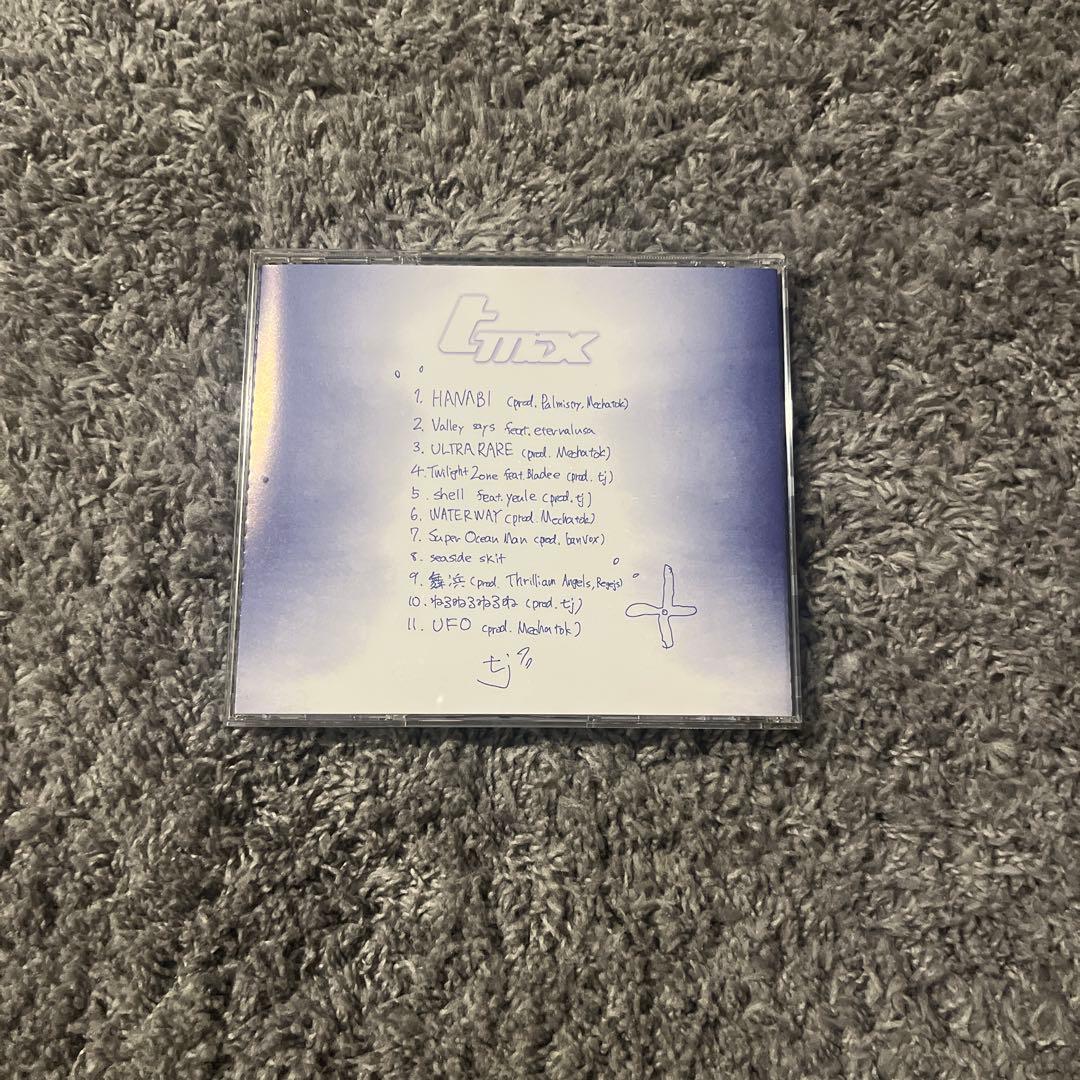 tmix
1. HANABI (prod. Palmistry, Mechatok)
2. Valley says feat. eternalusa
3. ULTRA RARE (prod. Mechatok)
4. Twilight Zone feat. Bladee (prod. tj)
5. shell feat. yeule (prod. tj)
6. WATERWAY (prod. Mechatok)
7. Super Ocean Man (prod. banvox)
8. seaside skit
9. 舞浜 (prod. Thrilliam Angels, Regejs)
10. ねるねるねるね (prod. tj)
11. UFO (prod. Mechatok)
tj